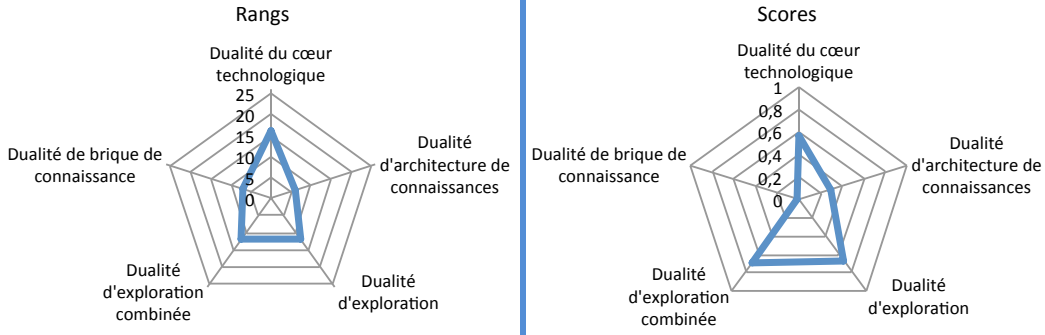 Rangs
Dualité du cœur
technologique
25
20
15
10
5
0
Dualité de brique de
connaissance
Dualité
d'architecture de
connaissances
Dualité
d'exploration
combinée
Dualité
d'exploration
Scores
Dualité du cœur
technologique
1
0,8
0,6
0,4
0,2
0
Dualité de brique de
connaissance
Dualité
d'architecture de
connaissances
Dualité
d'exploration
combinée
Dualité
d'exploration